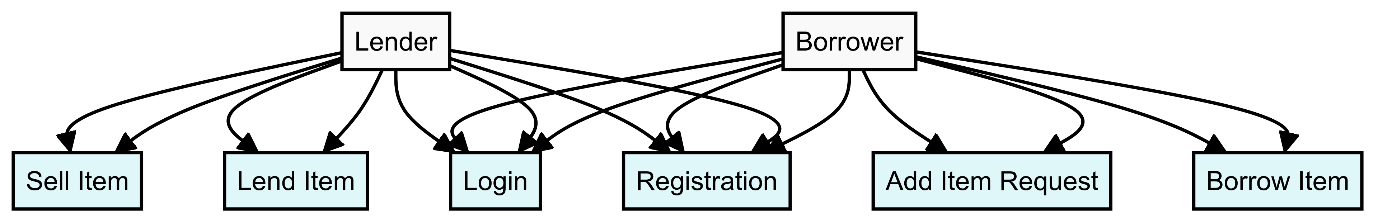 Lender
Borrower
Sell Item
Lend Item
Login
Registration
Add Item Request
Borrow Item